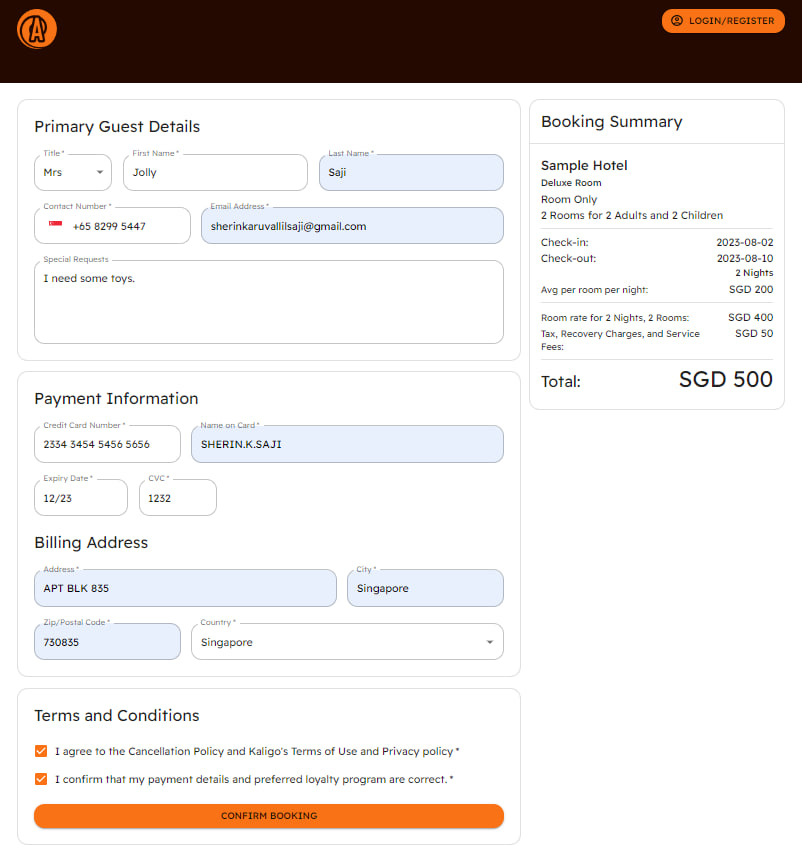 LOGIN/REGISTER
Primary Guest Details
Title *
Mrs
First Name *
Jolly
Last Name *
Saji
Contact Number *
+65 8299 5447
Email Address *
sherinkaruvallilsaji@gmail.com
Special Requests
I need some toys.
Payment Information
Credit Card Number *
2334 3454 5456 5656
Name on Card *
SHERIN.K.SAJI
Expiry Date *
12/23
CVC *
1232
Billing Address
Address *
APT BLK 835
City *
Singapore
Zip/Postal Code *
730835
Country *
Singapore
Terms and Conditions
I agree to the Cancellation Policy and Kaligo's Terms of Use and Privacy policy *
I confirm that my payment details and preferred loyalty program are correct. *
CONFIRM BOOKING
Booking Summary
Sample Hotel
Deluxe Room
Room Only
2 Rooms for 2 Adults and 2 Children
Check-in: 2023-08-02
Check-out: 2023-08-10
2 Nights
Avg per room per night: SGD 200
Room rate for 2 Nights, 2 Rooms: SGD 400
Tax, Recovery Charges, and Service SGD 50
Fees:
Total: SGD 500